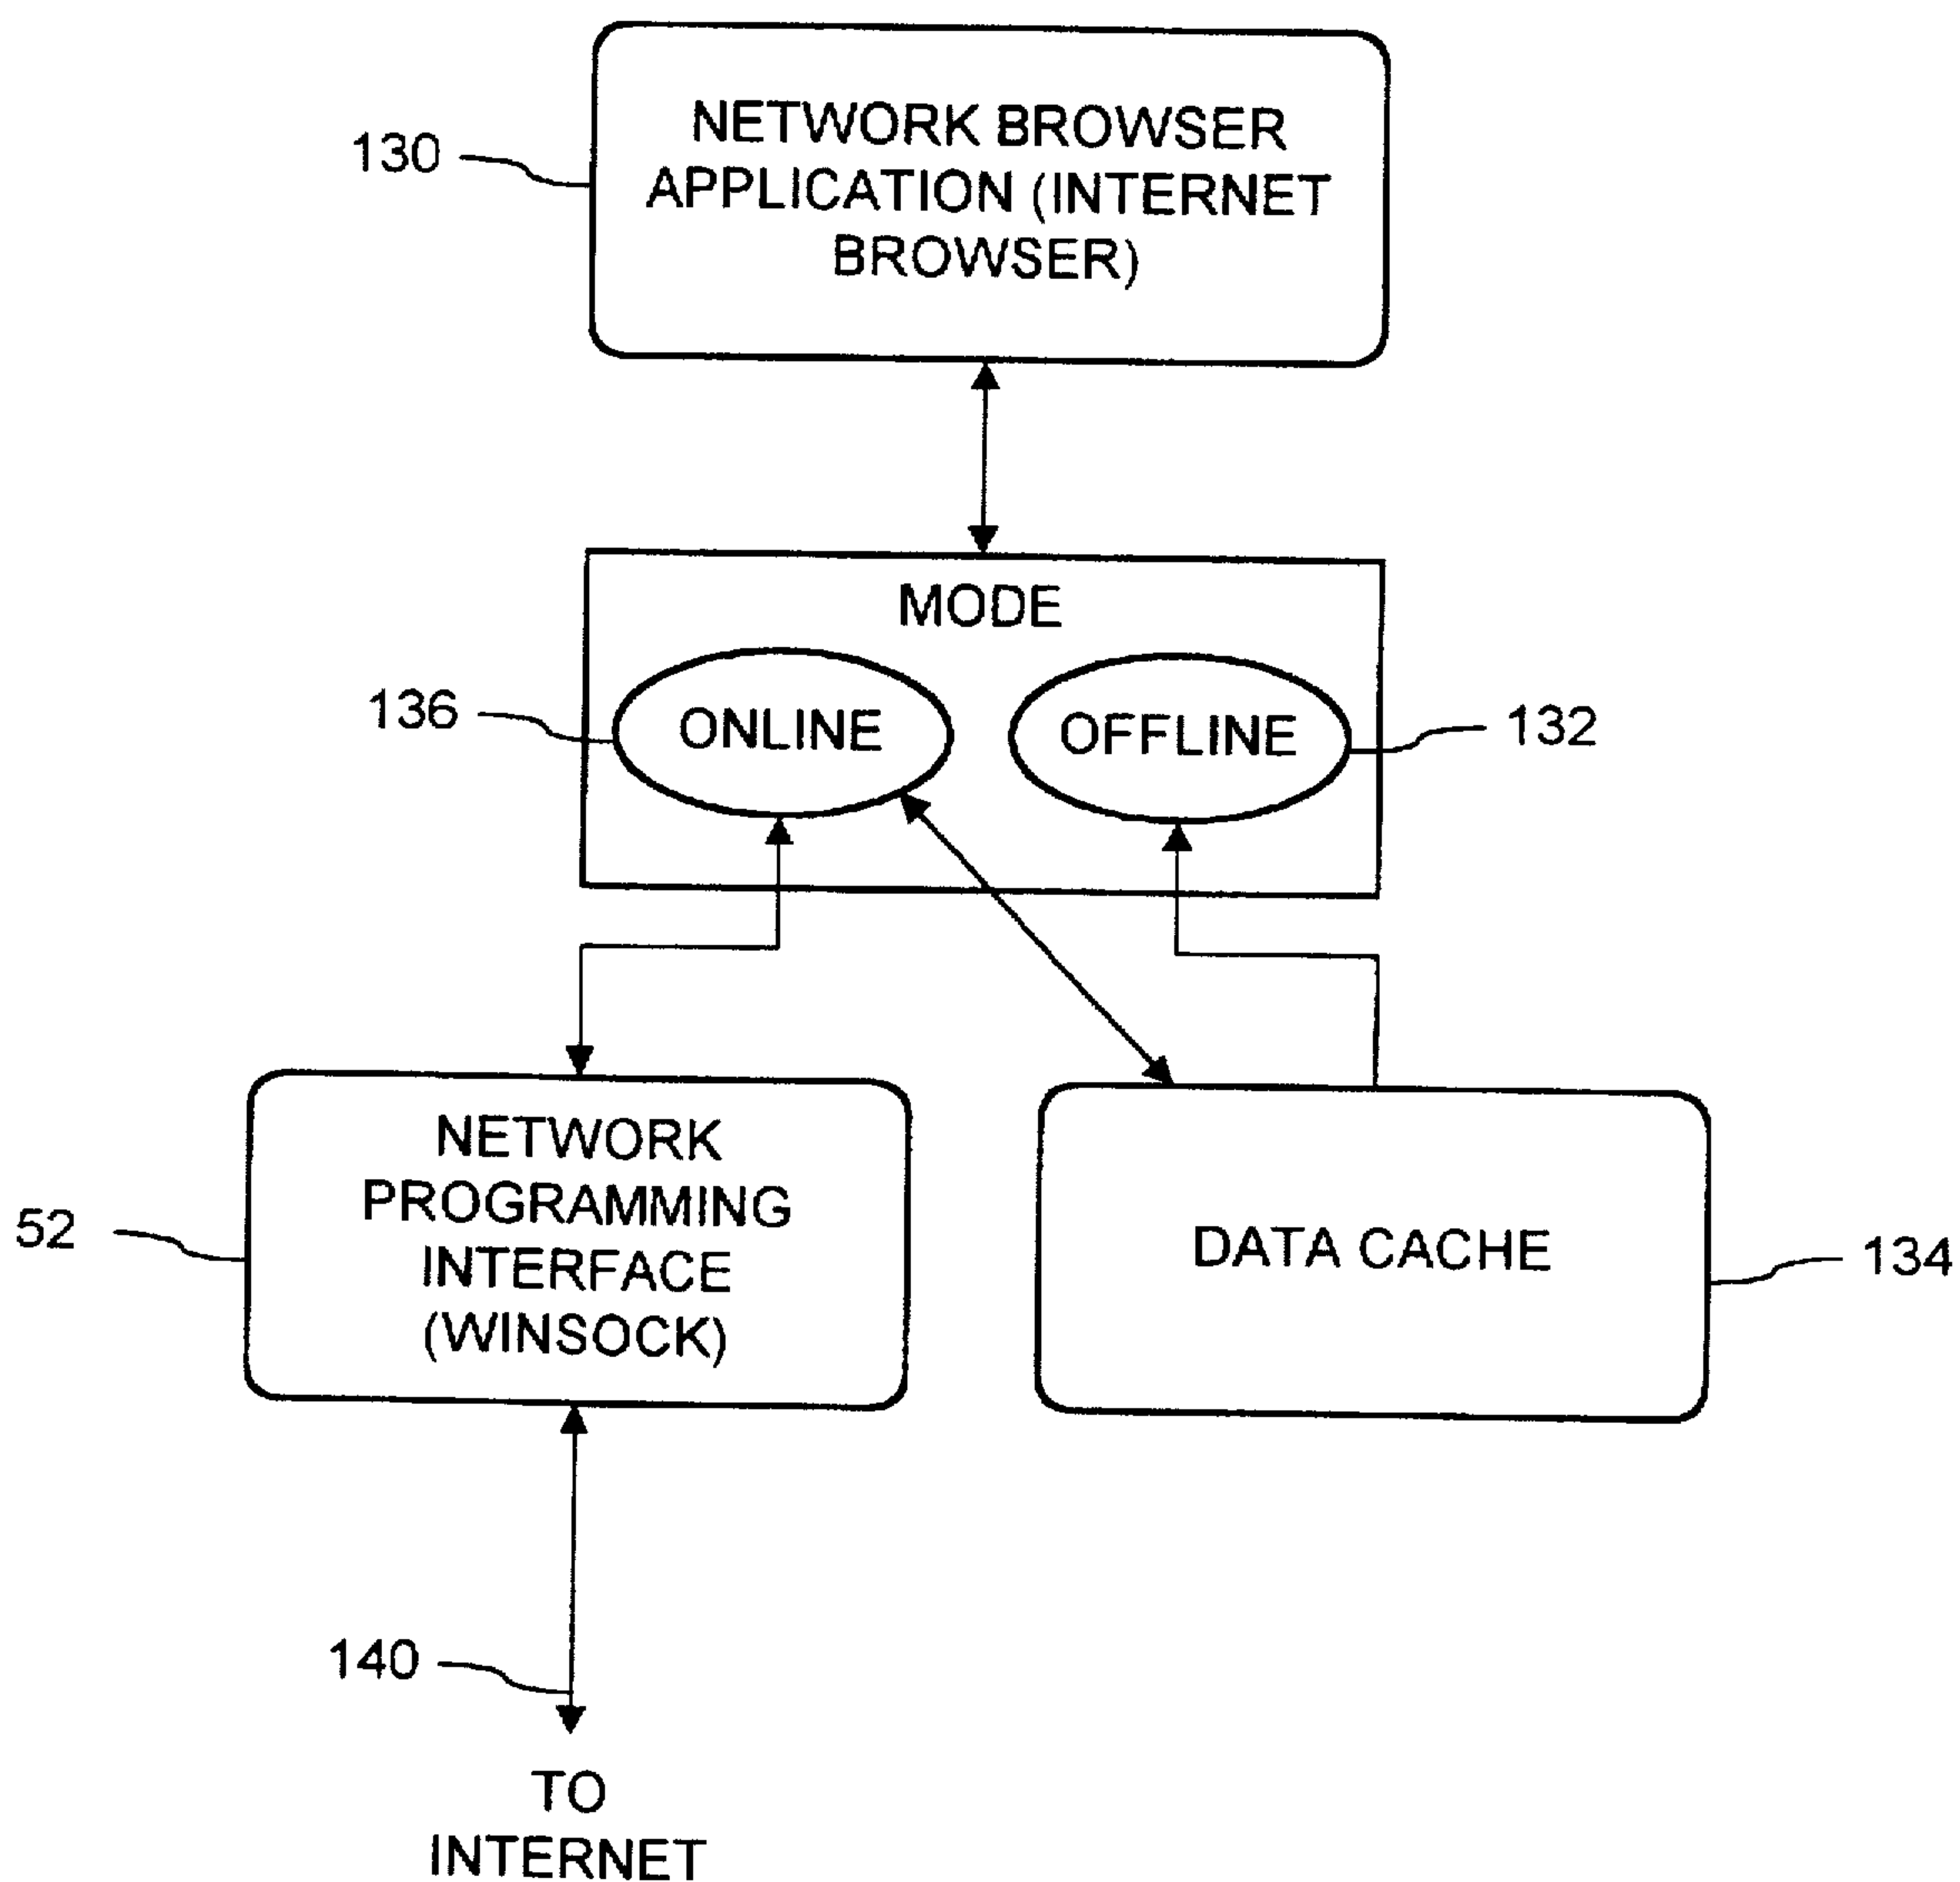 NETWORK BROWSER
APPLICATION (INTERNET
BROWSER)
130
MODE
136
ONLINE
OFFLINE
132
NETWORK
PROGRAMMING
INTERFACE
(WINSOCK)
52
DATA CACHE
134
140
TO
INTERNET